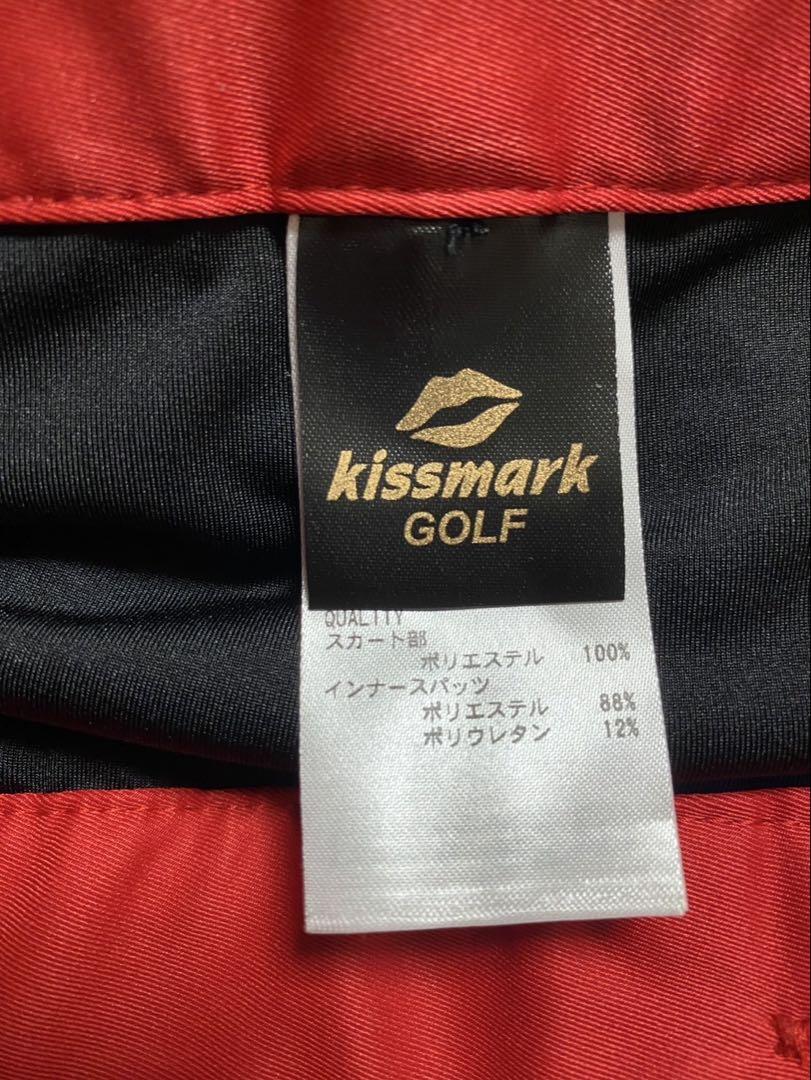 kissmark
GOLF
QUALITY
スカート部
ポリエステル 100%
インナースパッツ
ポリエステル 88%
ポリウレタン 12%